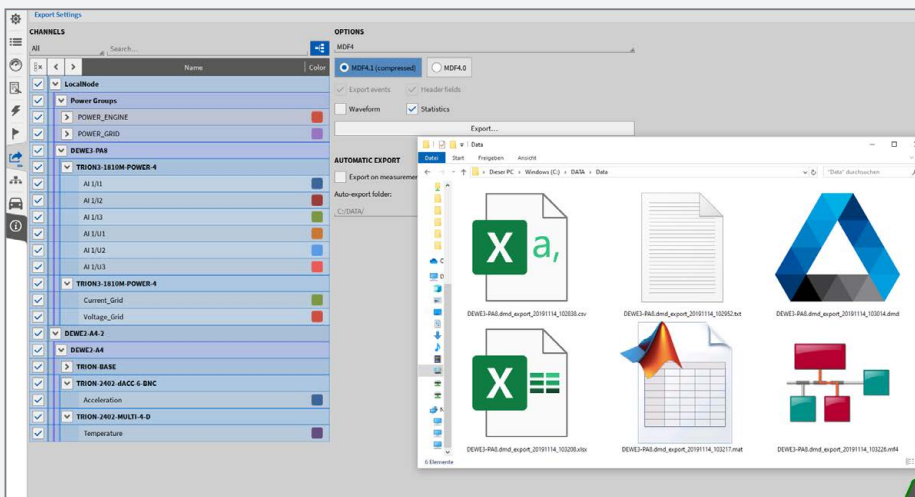 Export Settings
CHANNELS
All
Search...
Name
Color
LocalNode
Power Groups
POWER_ENGINE
POWER_GRID
DEWE3-PA8
TRION3-1810M-POWER-4
AI 1/I1
AI 1/I2
AI 1/I3
AI 1/U1
AI 1/U2
AI 1/U3
TRION3-1810M-POWER-4
Current_Grid
Voltage_Grid
DEWE2-A4-2
DEWE2-A4
TRION-BASE
TRION-2402-dACC-6-BNC
Acceleration
TRION-2402-MULTI-4-D
Temperature
OPTIONS
MDF4
MDF4.1 (compressed)
MDF4.0
Export events
Header fields
Waveform
Statistics
Export...
AUTOMATIC EXPORT
Export on measuremen
Auto-export folder:
C:/DATA/
Data
Datei
Start
Freigeben
Ansicht
Dieser PC > Windows (C:) > DATA > Data
"Data" durchsuchen
DEWE3-PA8.dmd_export_20191114_102838.csv
DEWE3-PA8.dmd_export_20191114_102952.txt
DEWE3-PA8.dmd_export_20191114_103014.dmd
DEWE3-PA8.dmd_export_20191114_103208.xlsx
DEWE3-PA8.dmd_export_20191114_103217.mat
DEWE3-PA8.dmd_export_20191114_103226.mf4
6 Elemente